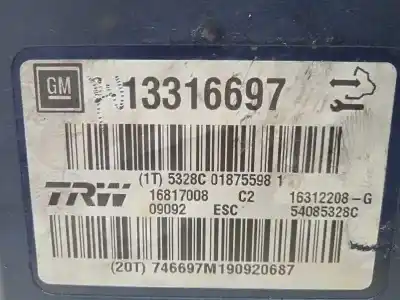 GM 13316697
(1T) 5328C 01875598 1
TRW 16817008 C2 16312208-G
09092 ESC 54085328C
(20T) 746697M190920687